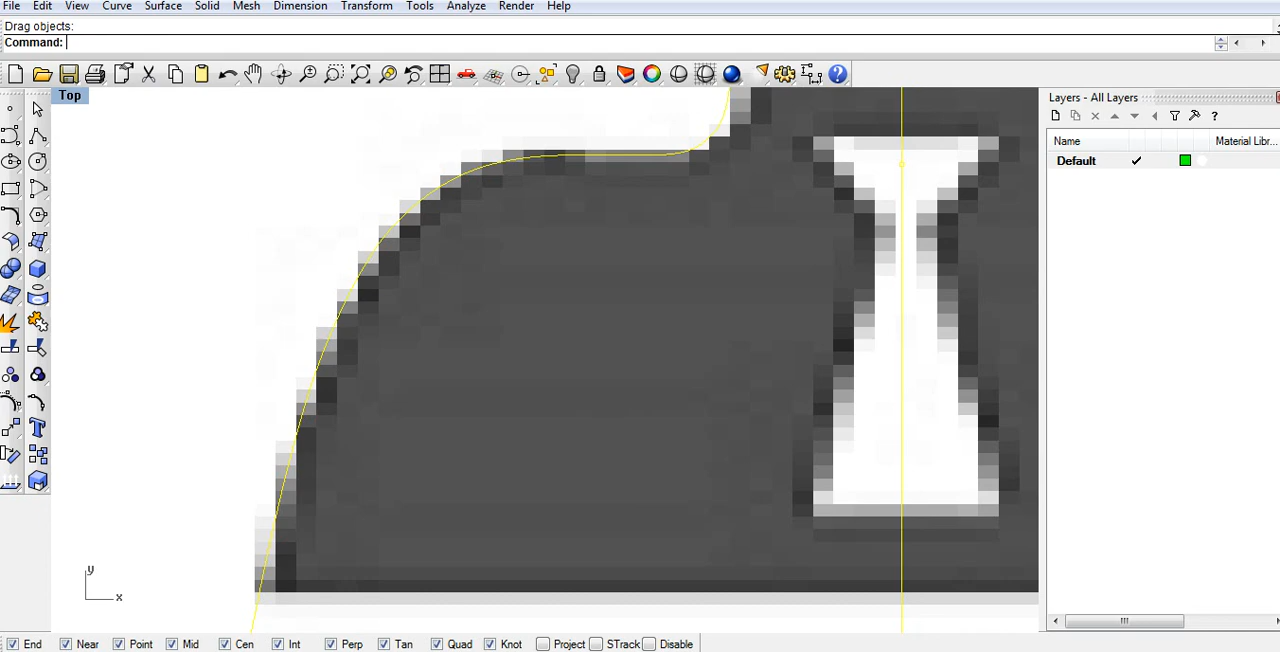 File Edit View Curve Surface Solid Mesh Dimension Transform Tools Analyze Render Help
Drag objects:
Command:
Top
Layers - All Layers
Name Material Libr...
Default
y
x
End Near Point Mid Cen Int Perp Tan Quad Knot Project STrack Disable